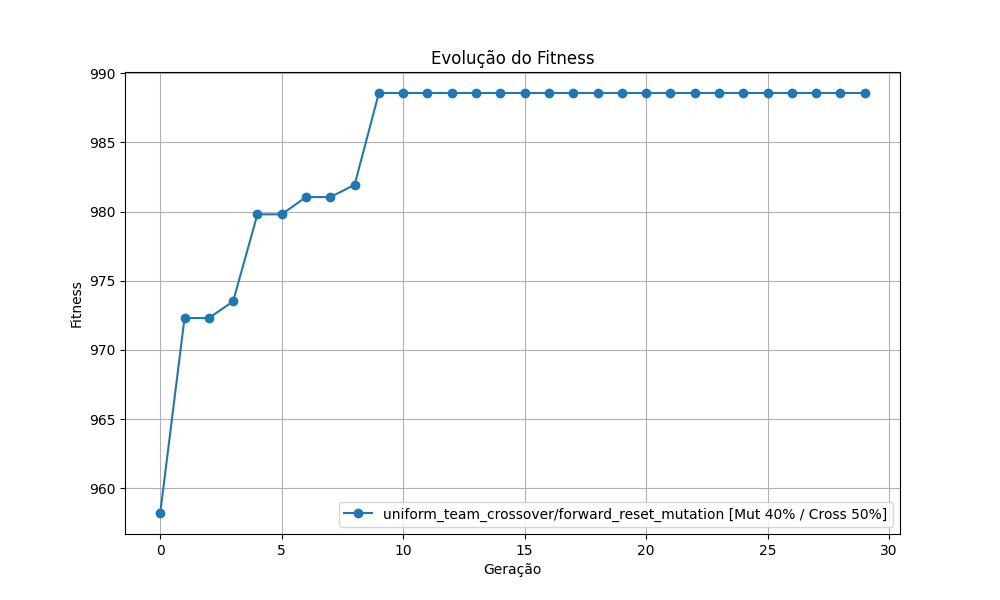 Evolução do Fitness
990
985
980
975
970
965
960
Fitness
uniform_team_crossover/forward_reset_mutation [Mut 40% / Cross 50%]
0 5 10 15 20 25 30
Geração